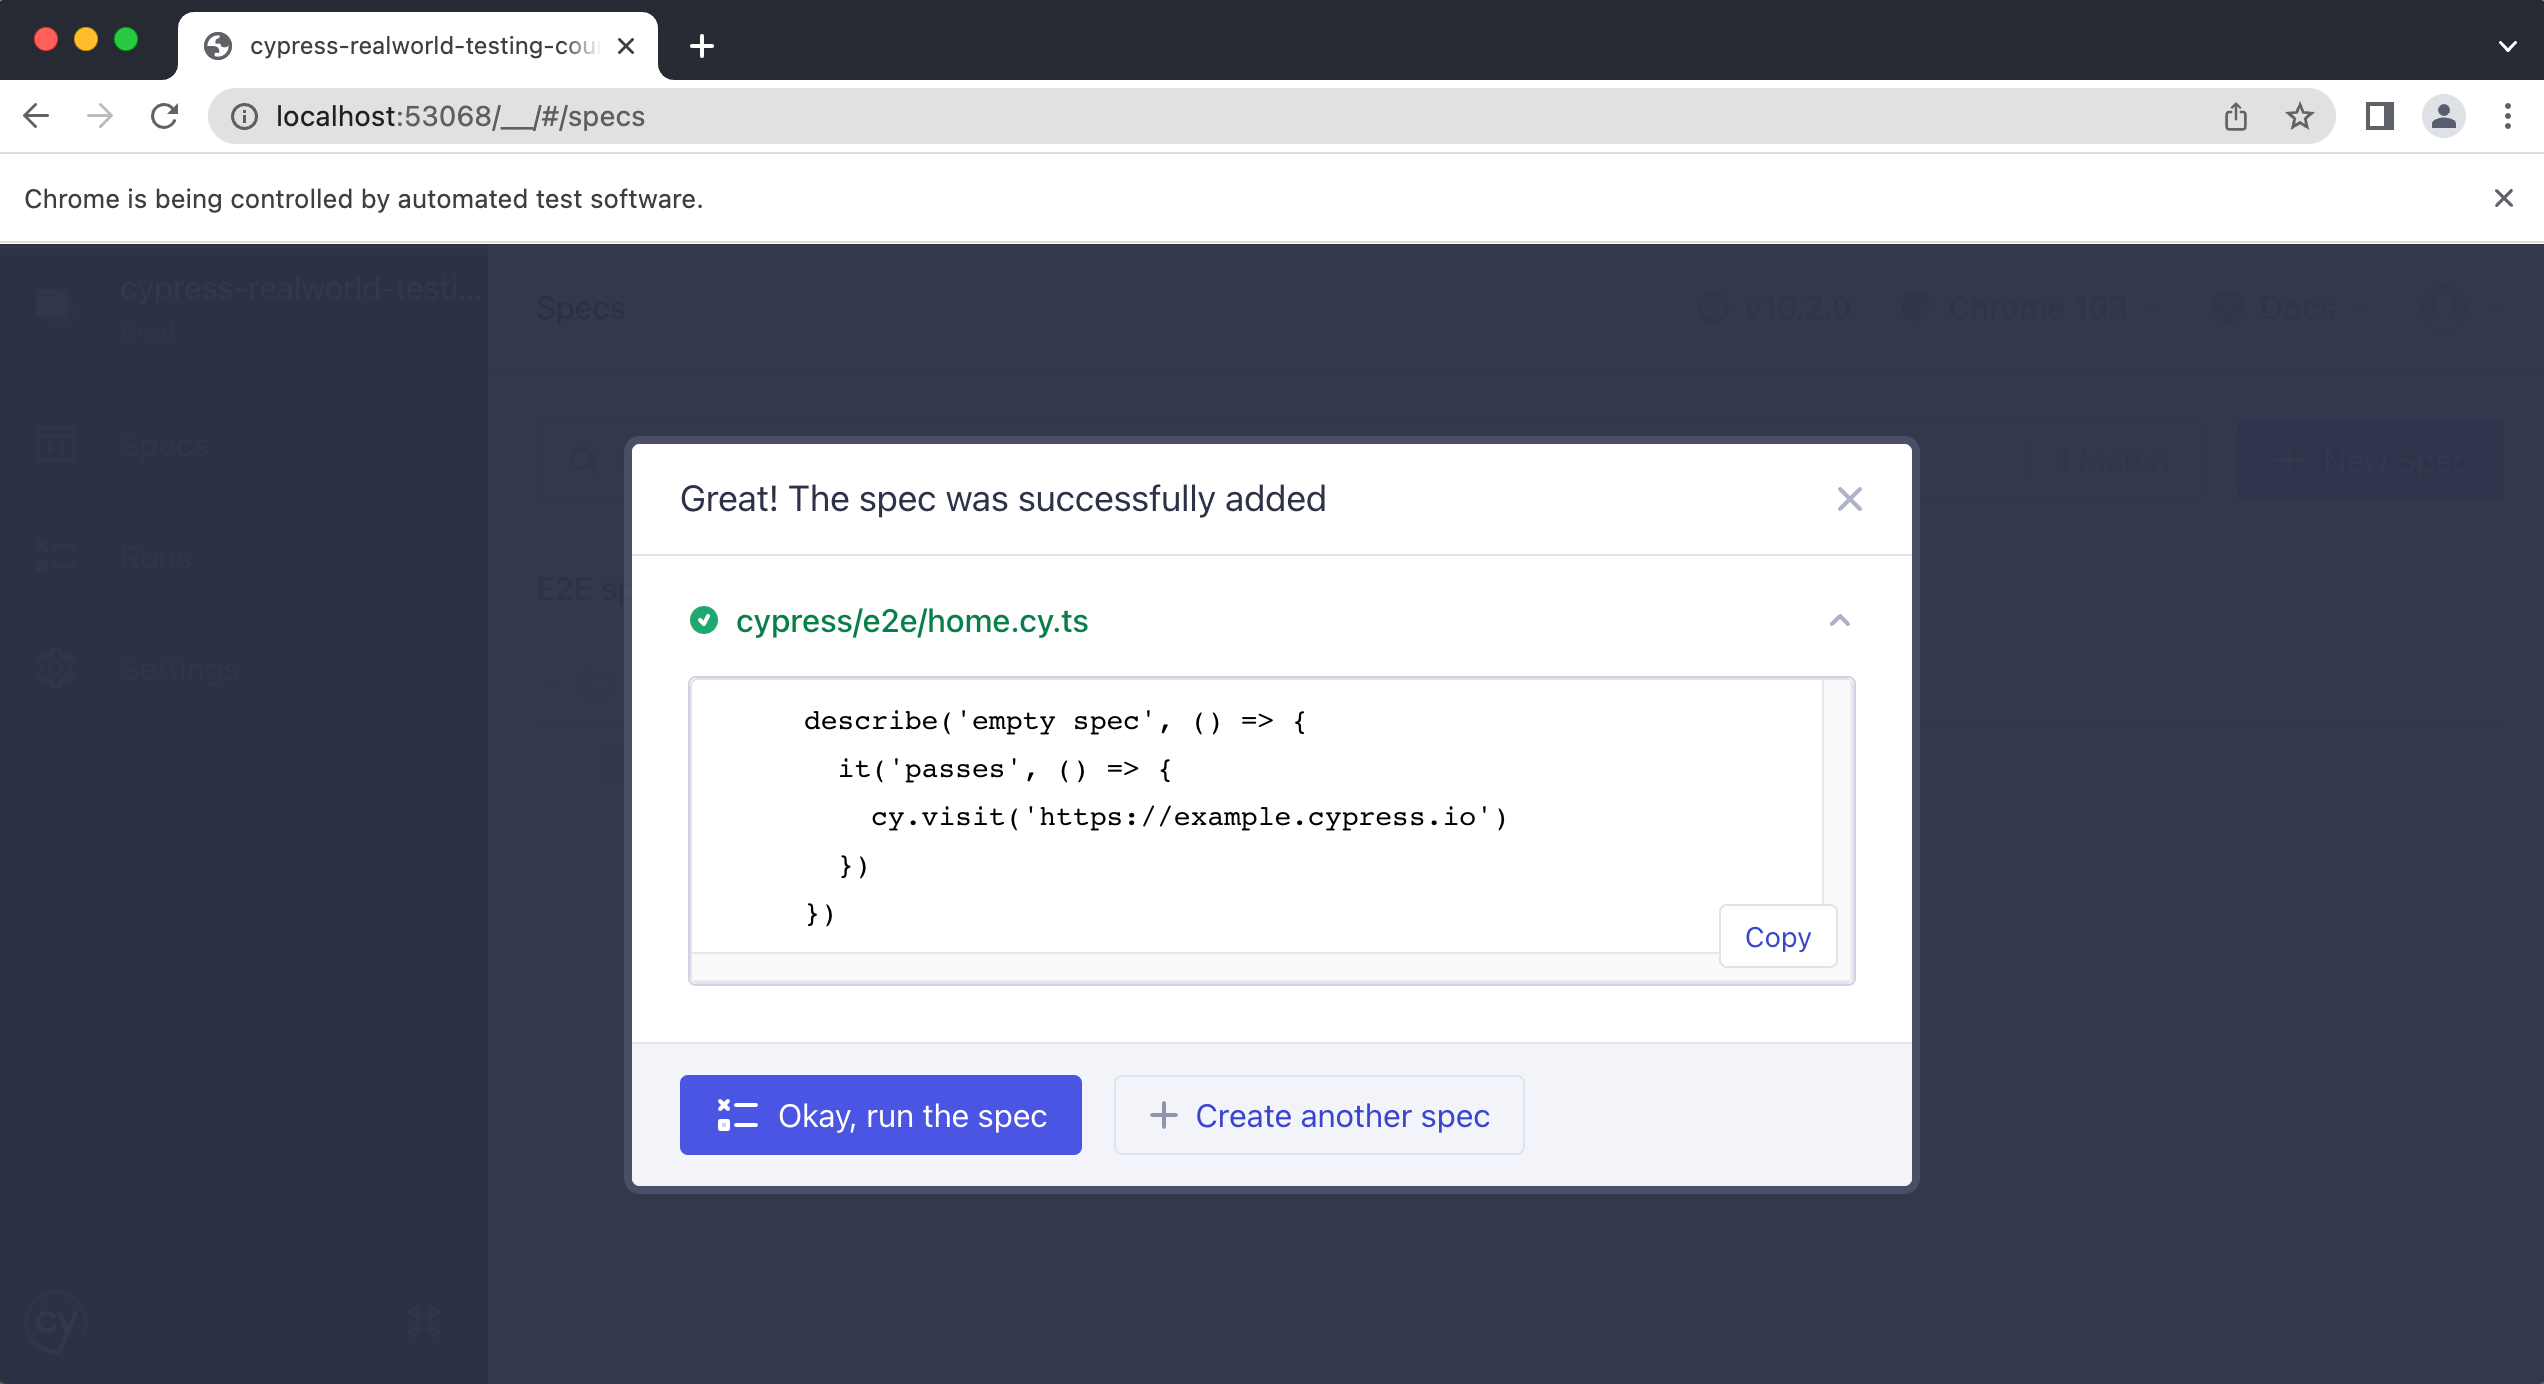 cypress-realworld-testing-cou
localhost:53068/__/#/specs
Chrome is being controlled by automated test software.
cypress-realworld-testi...
final
Specs
v10.2.0
Chrome 103
Docs
Specs
Runs
Settings
1 Match
New Spec
E2E sp
Great! The spec was successfully added
cypress/e2e/home.cy.ts
describe('empty spec', () => {
it('passes', () => {
cy.visit('https://example.cypress.io')
})
})
Copy
Okay, run the spec
Create another spec
cy